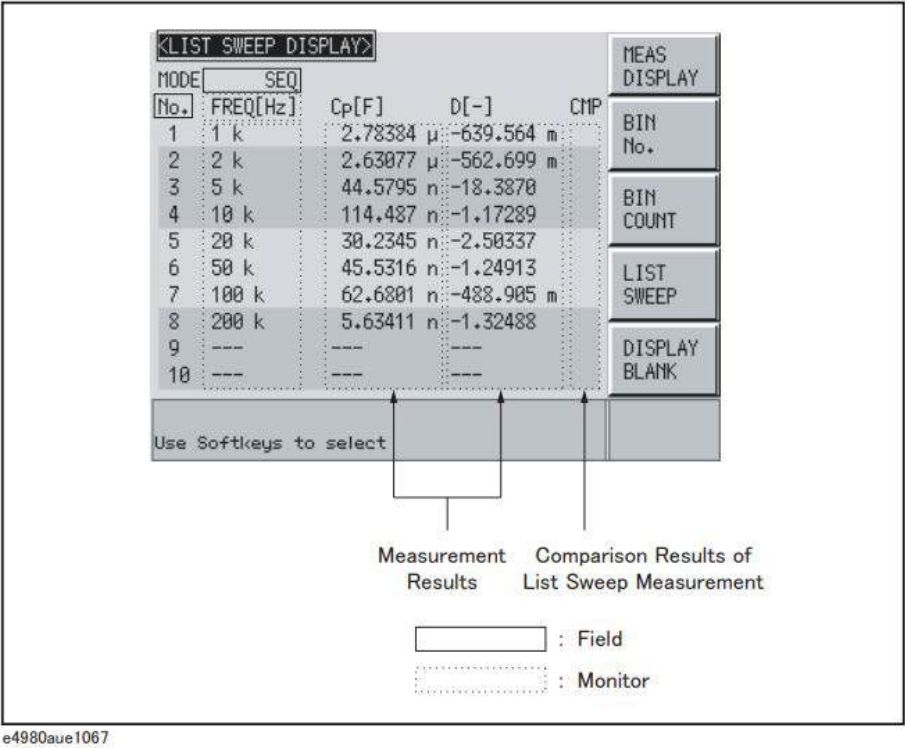 <LIST SWEEP DISPLAY>
MODE SEQ
No. FREQ[Hz] Cp[F] D[-] CMP
1 1 k 2.78384 μ -639.564 m
2 2 k 2.63077 μ -562.699 m
3 5 k 44.5795 n -18.3870
4 10 k 114.487 n -1.17289
5 20 k 30.2345 n -2.50337
6 50 k 45.5316 n -1.24913
7 100 k 62.6801 n -488.905 m
8 200 k 5.63411 n -1.32488
9 --- --- ---
10 --- --- ---
Use Softkeys to select
MEAS
DISPLAY
BIN
No.
BIN
COUNT
LIST
SWEEP
DISPLAY
BLANK
Measurement
Results
Comparison Results of
List Sweep Measurement
: Field
: Monitor
e4980aue1067